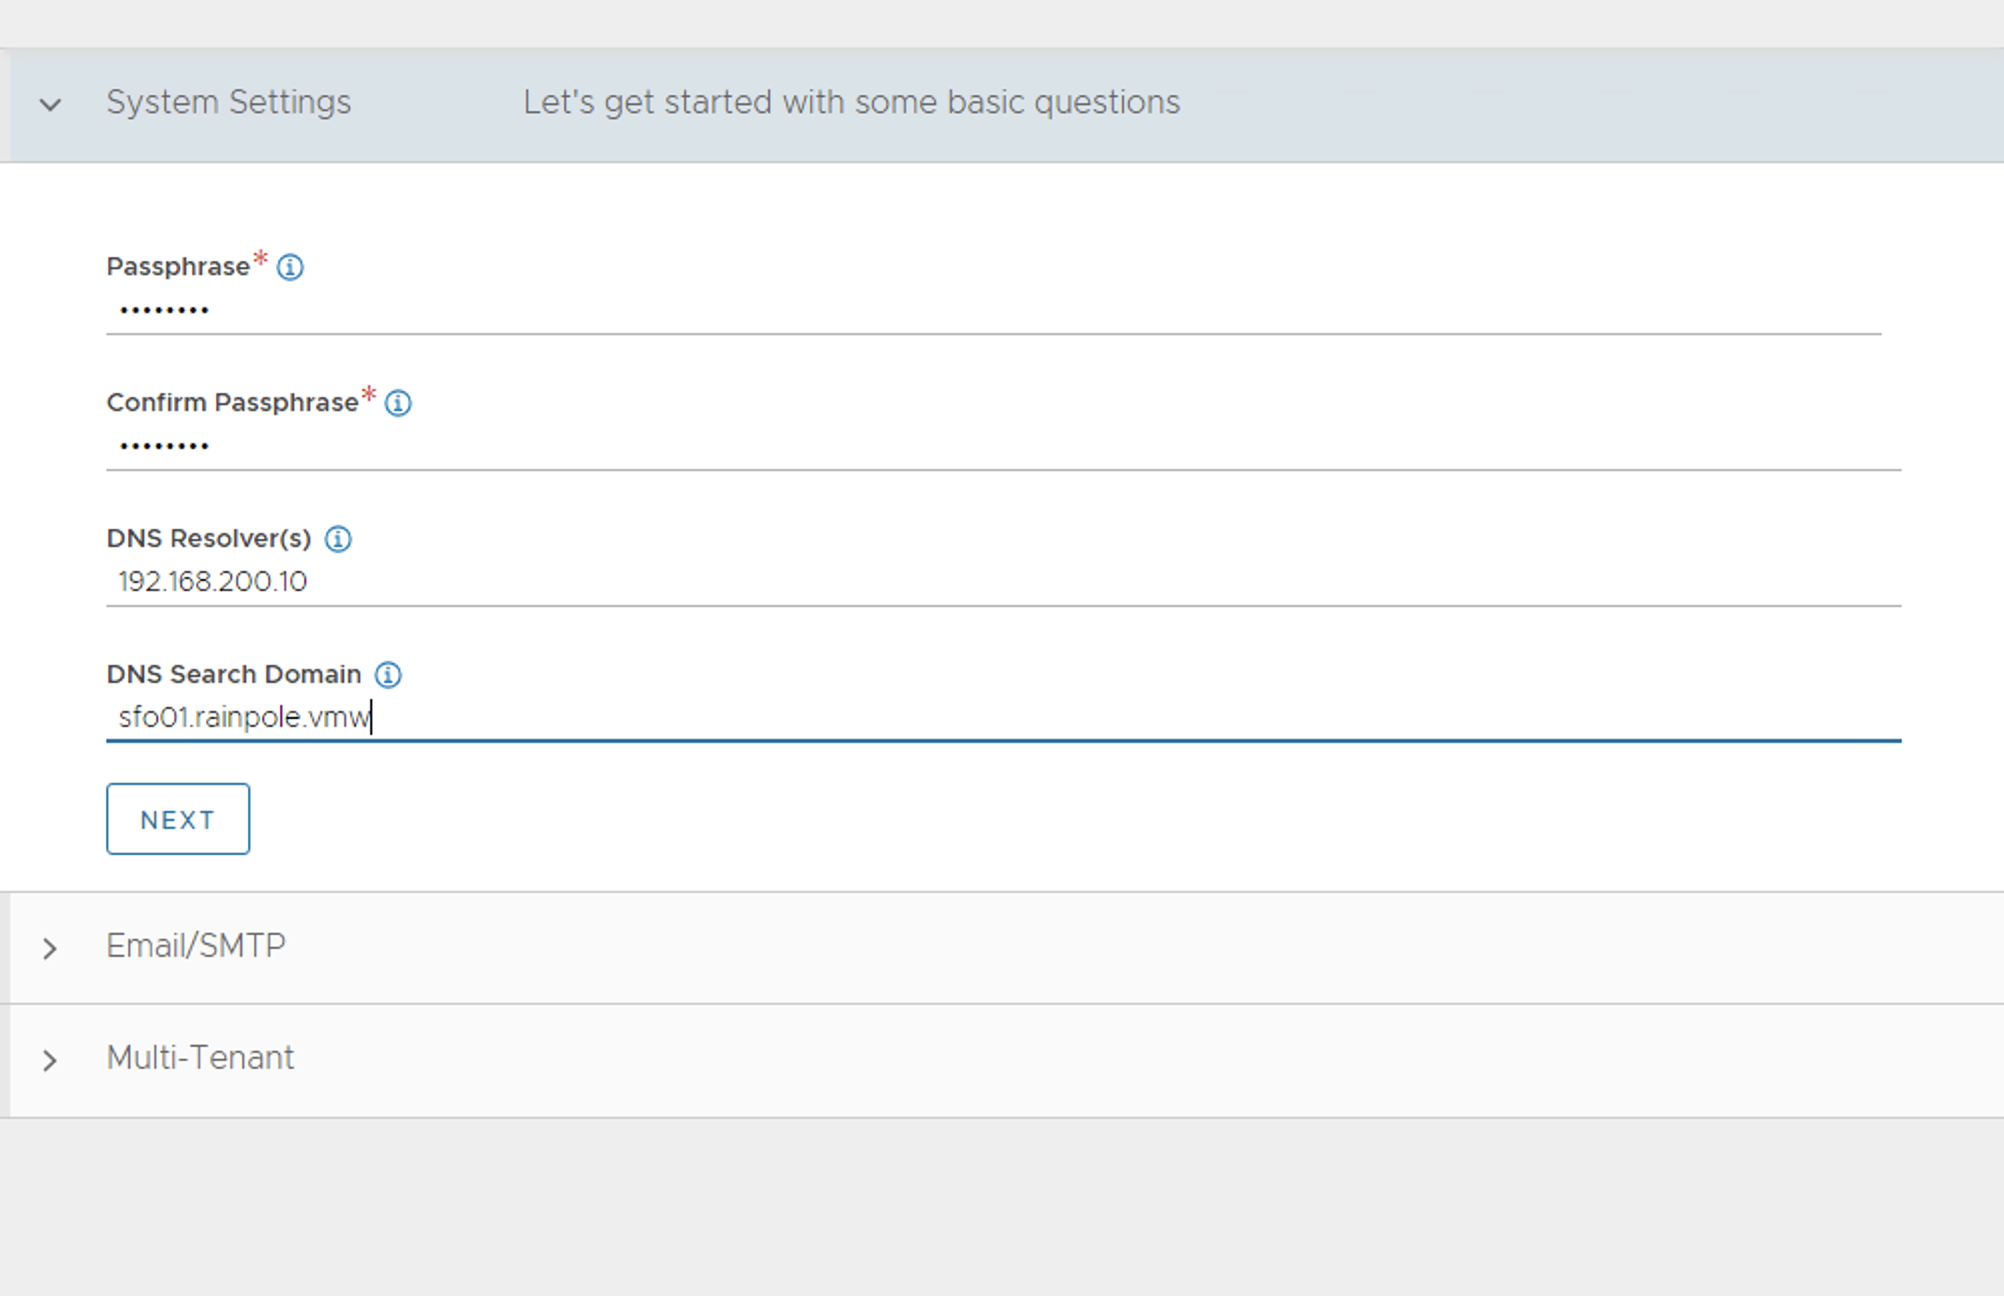 System Settings Let's get started with some basic questions
Passphrase*
••••••••
Confirm Passphrase*
••••••••
DNS Resolver(s)
192.168.200.10
DNS Search Domain
sfo01.rainpole.vmw
NEXT
Email/SMTP
Multi-Tenant